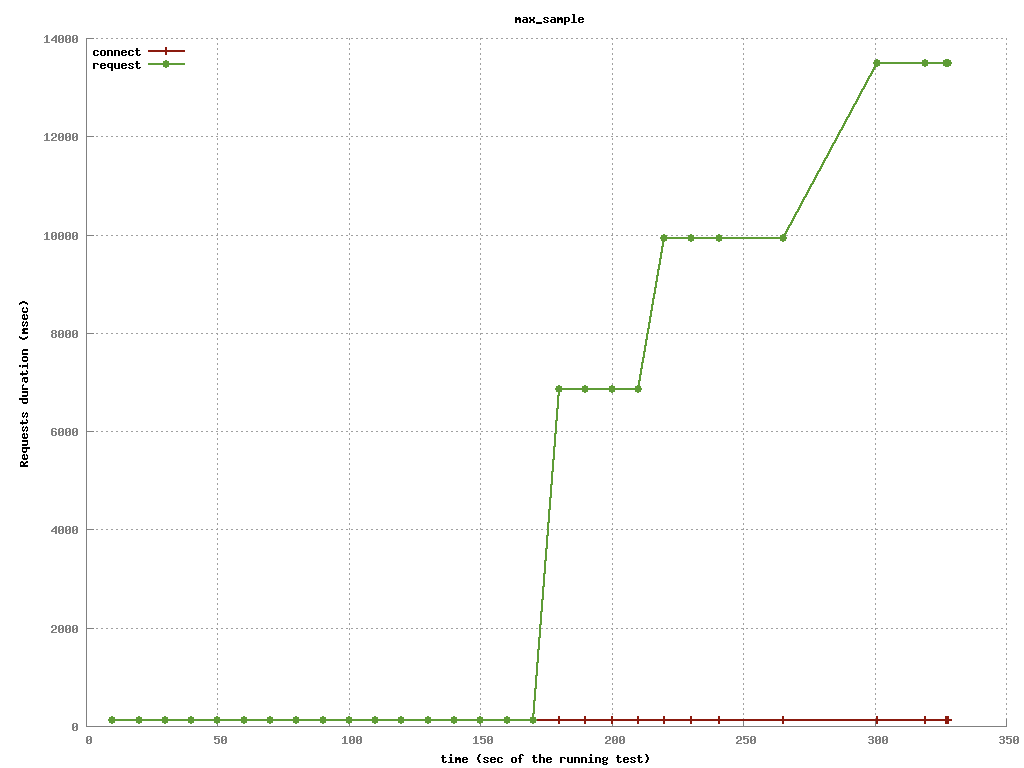 max_sample
14000
connect
request
12000
10000
8000
Requests duration (msec)
6000
4000
2000
0
0 50 100 150 200 250 300 350
time (sec of the running test)